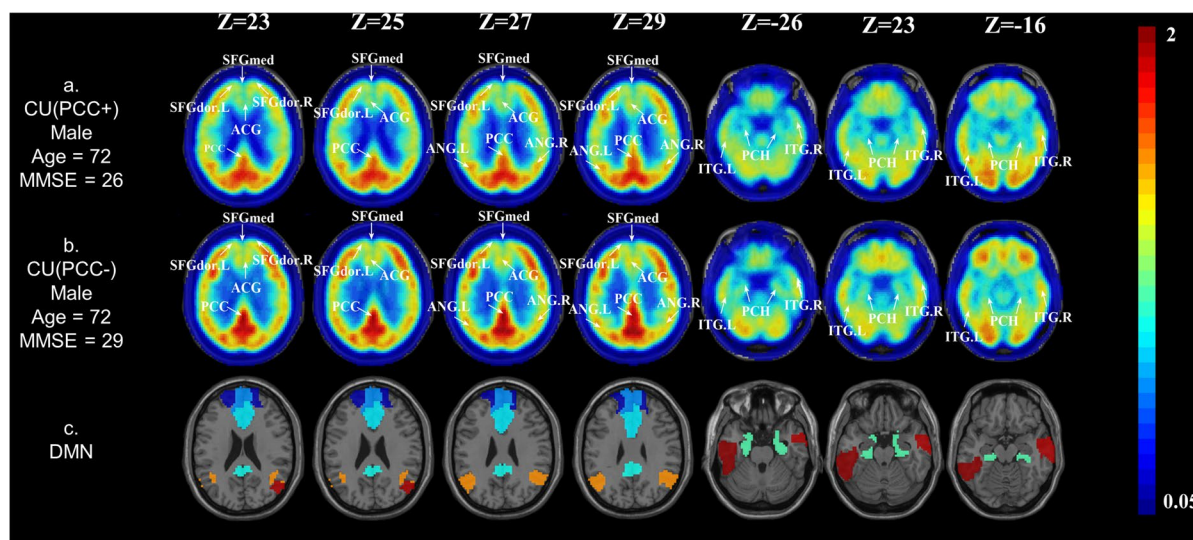 Z=23 Z=25 Z=27 Z=29 Z=-26 Z=23 Z=-16
2
a.
CU(PCC+)
Male
Age = 72
MMSE = 26
SFGmed SFGmed SFGmed SFGmed
SFGdor.L SFGdor.R SFGdor.L SFGdor.L SFGdor.L
ACG ACG ACG ACG
PCC PCC PCC PCC
ANG.L ANG.R ANG.L ANG.R
PCH ITG.R PCH ITG.R PCH ITG.R
ITG.L ITG.L ITG.L
b.
CU(PCC-)
Male
Age = 72
MMSE = 29
SFGmed SFGmed SFGmed SFGmed
SFGdor.L SFGdor.R SFGdor.L SFGdor.L SFGdor.L
ACG ACG ACG ACG
PCC PCC PCC PCC
ANG.L ANG.R ANG.L ANG.R
PCH ITG.R PCH ITG.R PCH ITG.R
ITG.L ITG.L ITG.L
c.
DMN
0.05